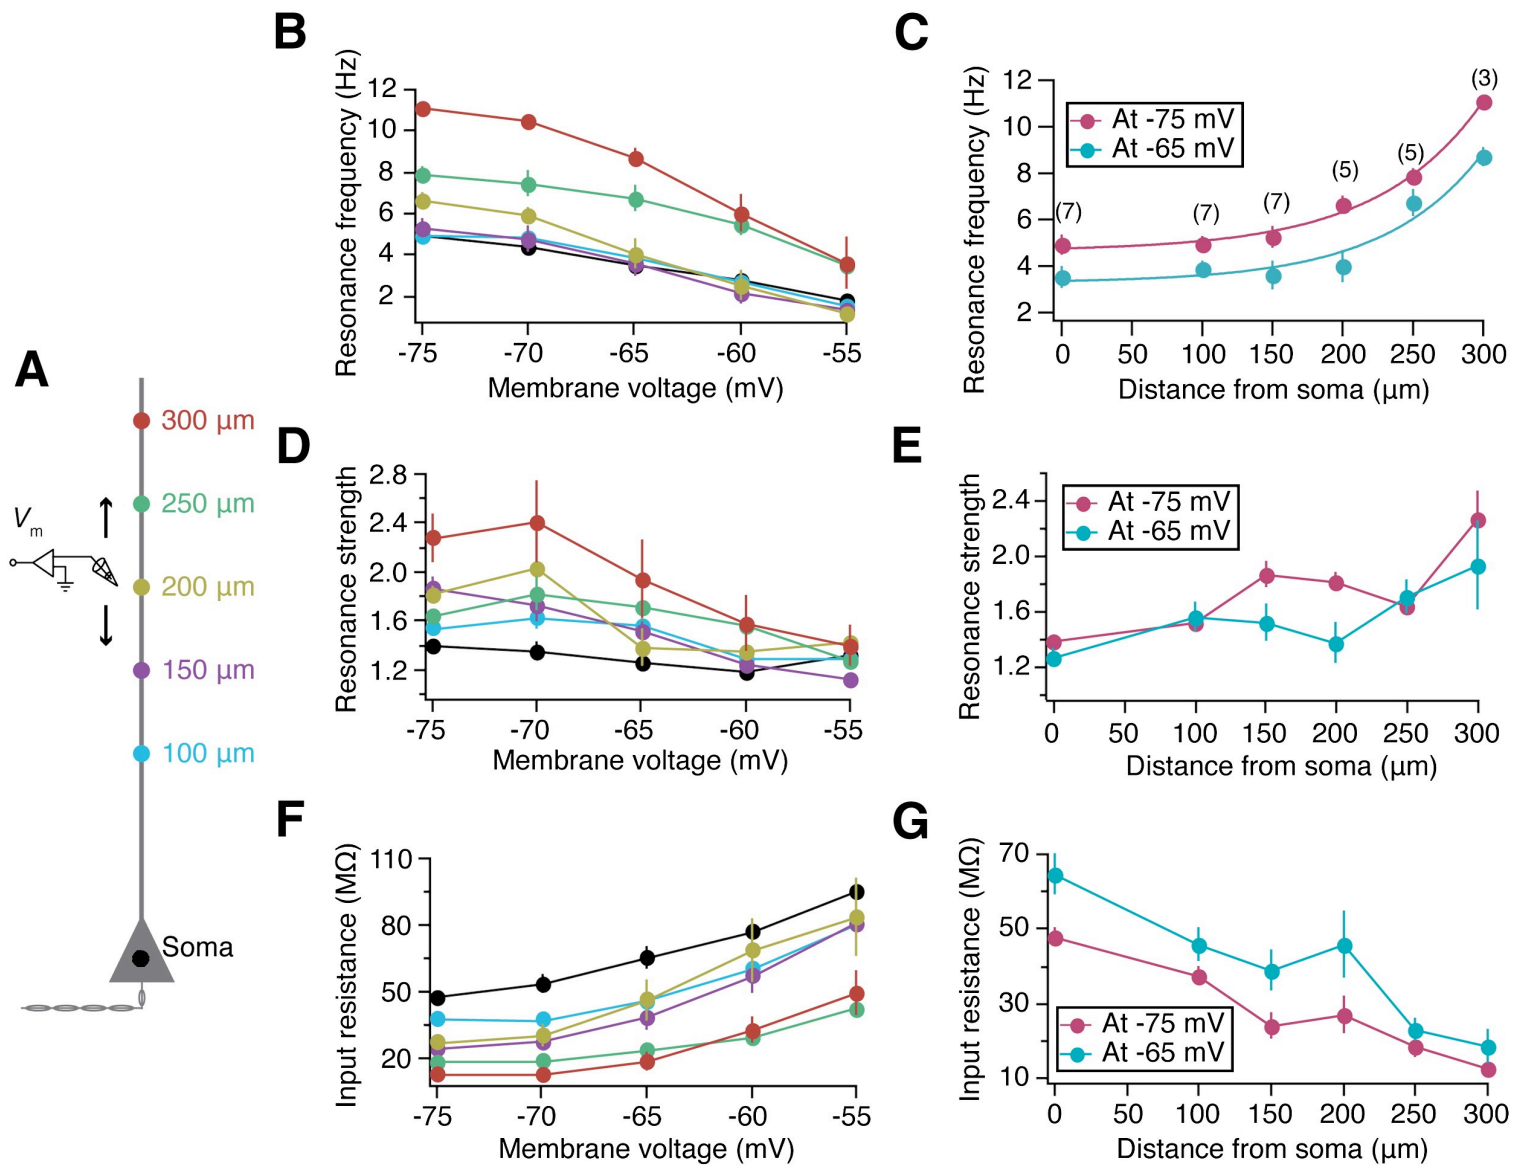 A
300 µm
250 µm
V
m
200 µm
150 µm
100 µm
Soma
B
Resonance frequency (Hz)
12
10
8
6
4
2
-75 -70 -65 -60 -55
Membrane voltage (mV)
C
Resonance frequency (Hz)
12
10
8
6
4
2
At -75 mV
At -65 mV
(7) (7) (7) (5) (5) (3)
0 50 100 150 200 250 300
Distance from soma (µm)
D
Resonance strength
2.8
2.4
2.0
1.6
1.2
-75 -70 -65 -60 -55
Membrane voltage (mV)
E
Resonance strength
2.4
2.0
1.6
1.2
At -75 mV
At -65 mV
0 50 100 150 200 250 300
Distance from soma (µm)
F
Input resistance (MΩ)
110
80
50
20
-75 -70 -65 -60 -55
Membrane voltage (mV)
G
Input resistance (MΩ)
70
50
30
10
At -75 mV
At -65 mV
0 50 100 150 200 250 300
Distance from soma (µm)